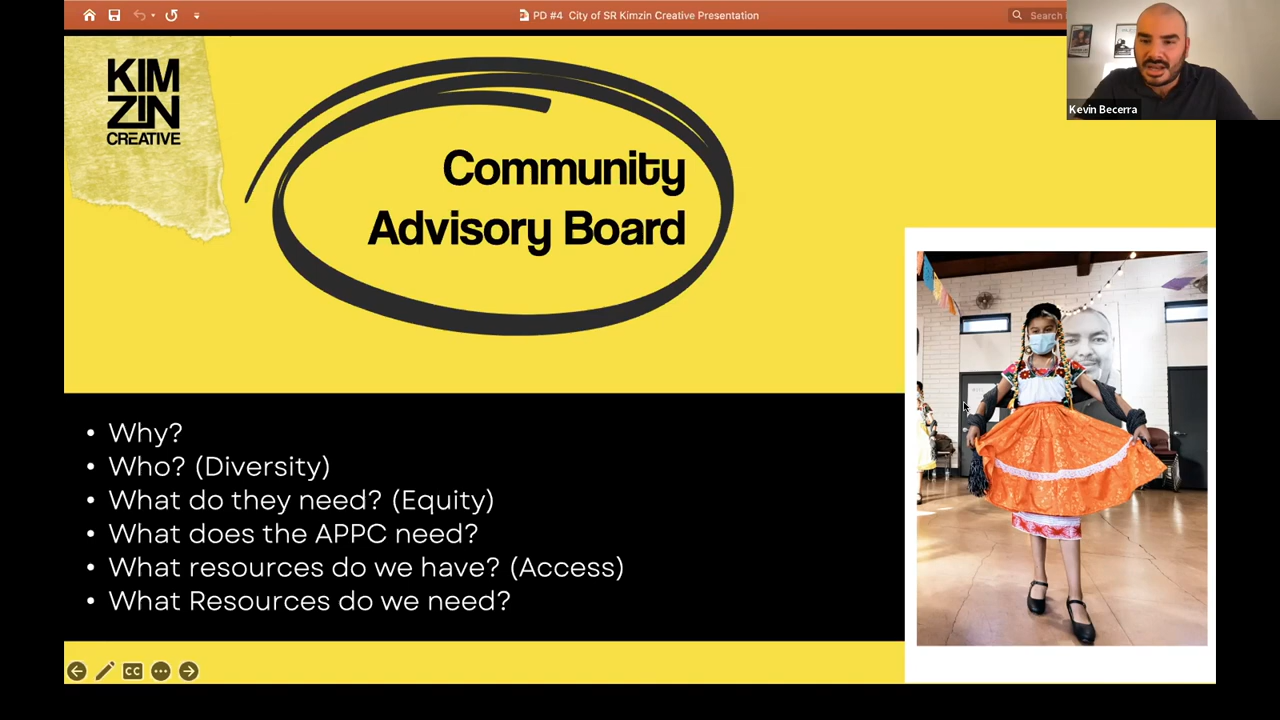 PD #4 City of SR Kimzin Creative Presentation
Search
Kevin Becerra
KIM
ZIN
CREATIVE
Community
Advisory Board
• Why?
• Who? (Diversity)
• What do they need? (Equity)
• What does the APPC need?
• What resources do we have? (Access)
• What Resources do we need?
CC